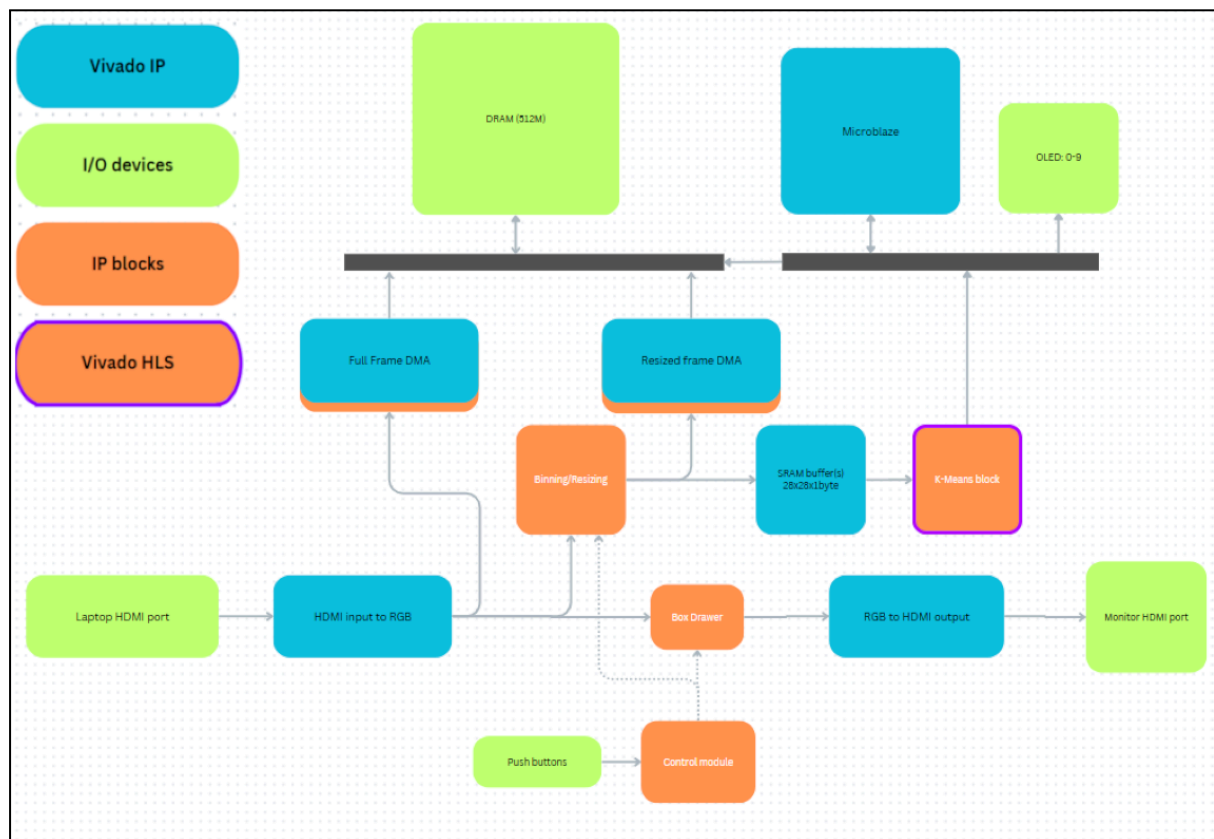 Vivado IP
I/O devices
IP blocks
Vivado HLS
DRAM (512M)
Microblaze
OLED: 0-9
Full Frame DMA
Resized frame DMA
Binning/Resizing
SRAM buffer(s)
28x28x1byte
K-Means block
Laptop HDMI port
HDMI input to RGB
Box Drawer
RGB to HDMI output
Monitor HDMI port
Push buttons
Control module